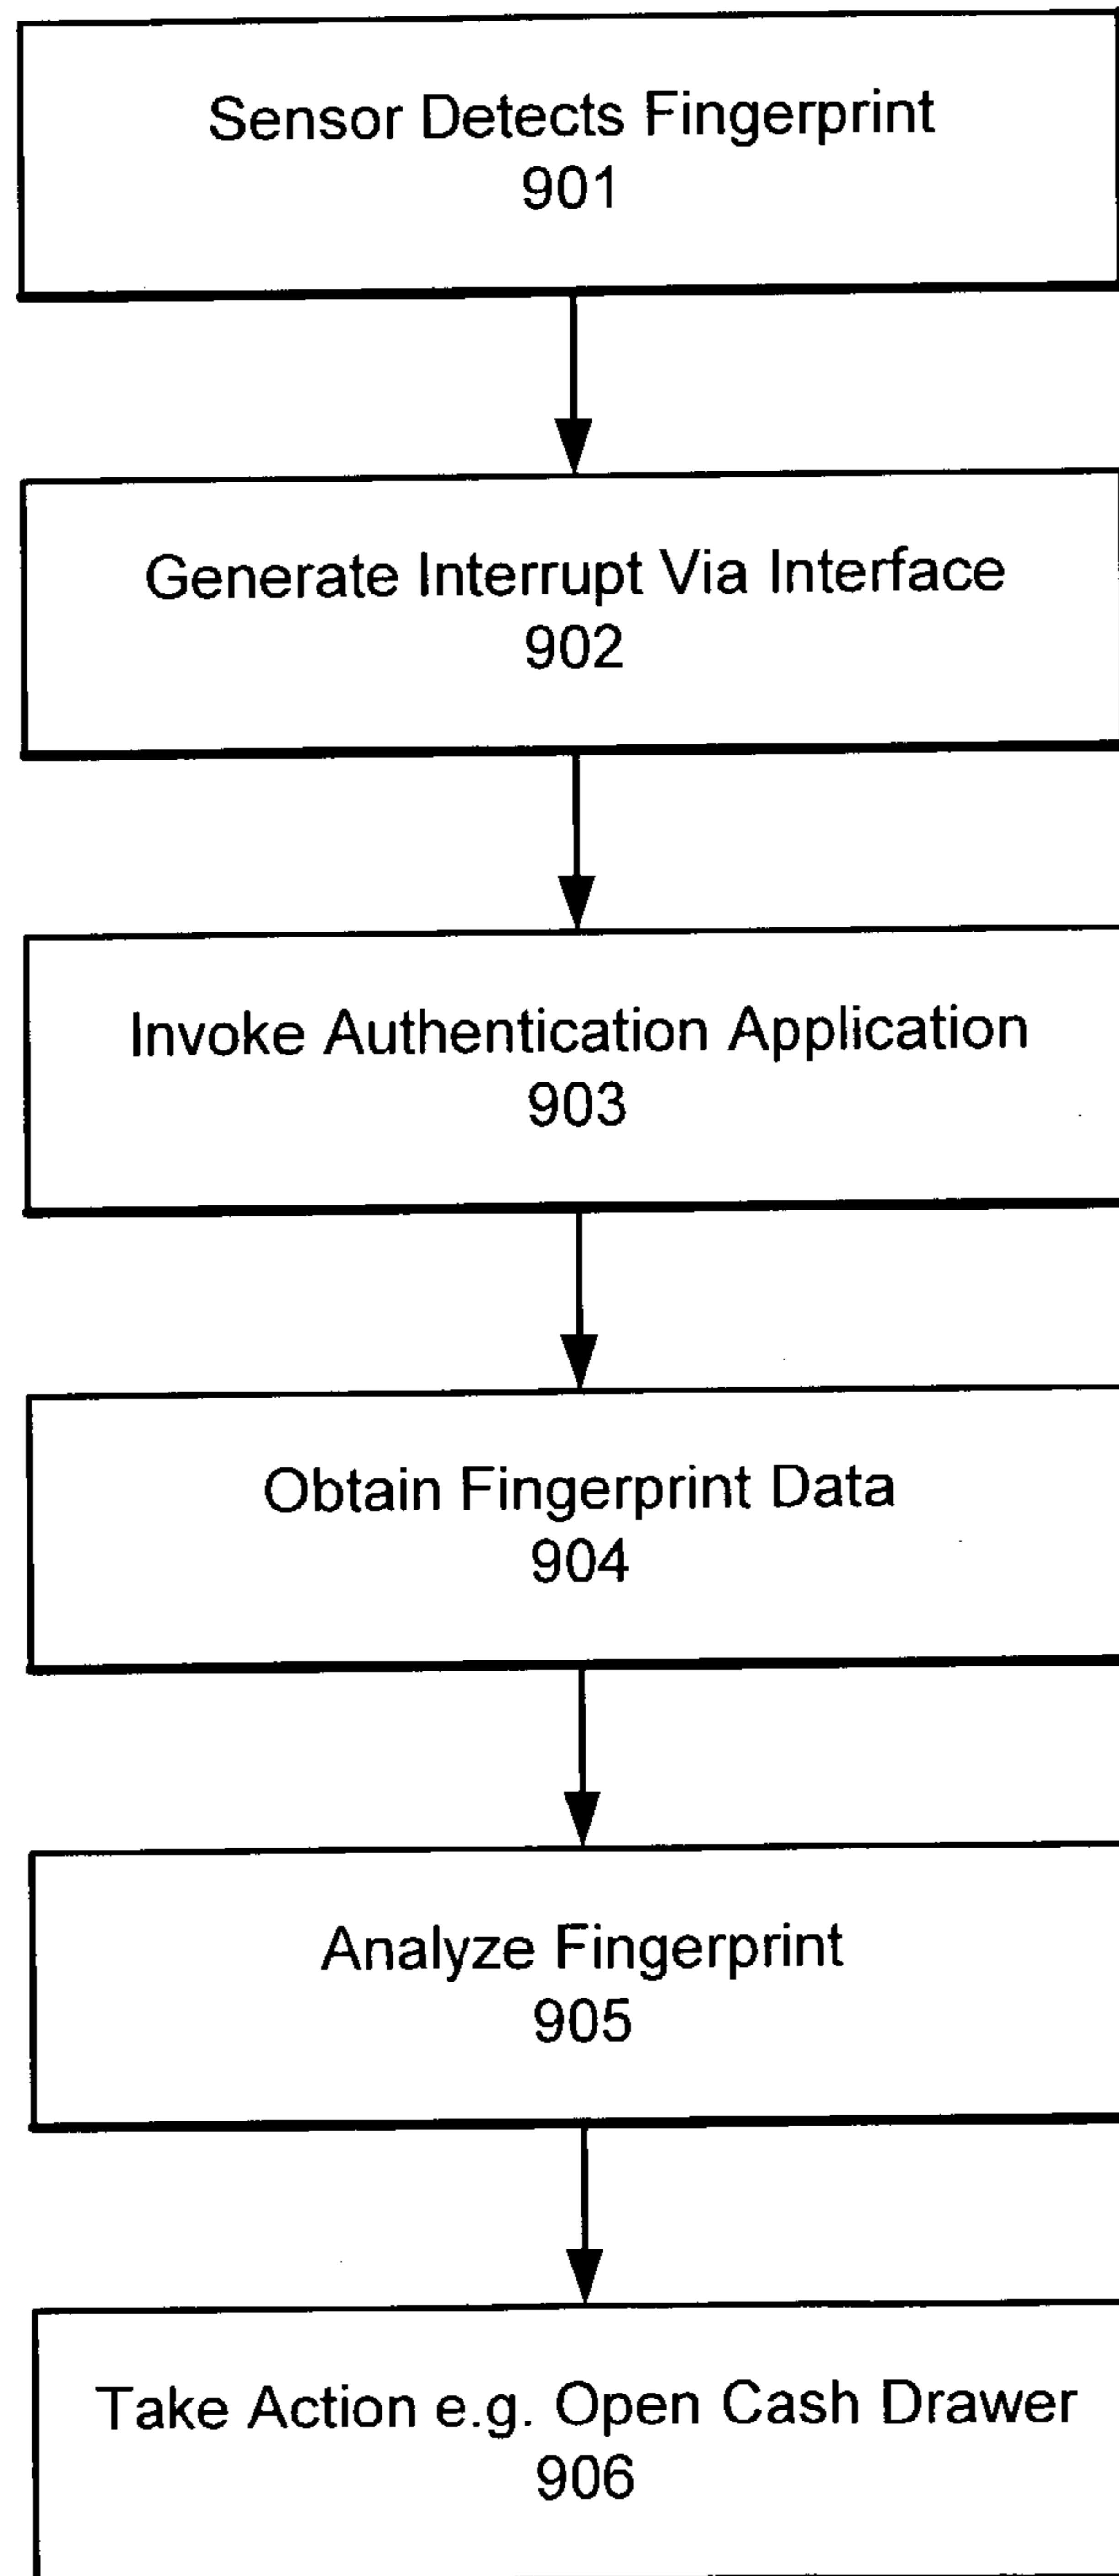 Sensor Detects Fingerprint
901
Generate Interrupt Via Interface
902
Invoke Authentication Application
903
Obtain Fingerprint Data
904
Analyze Fingerprint
905
Take Action e.g. Open Cash Drawer
906